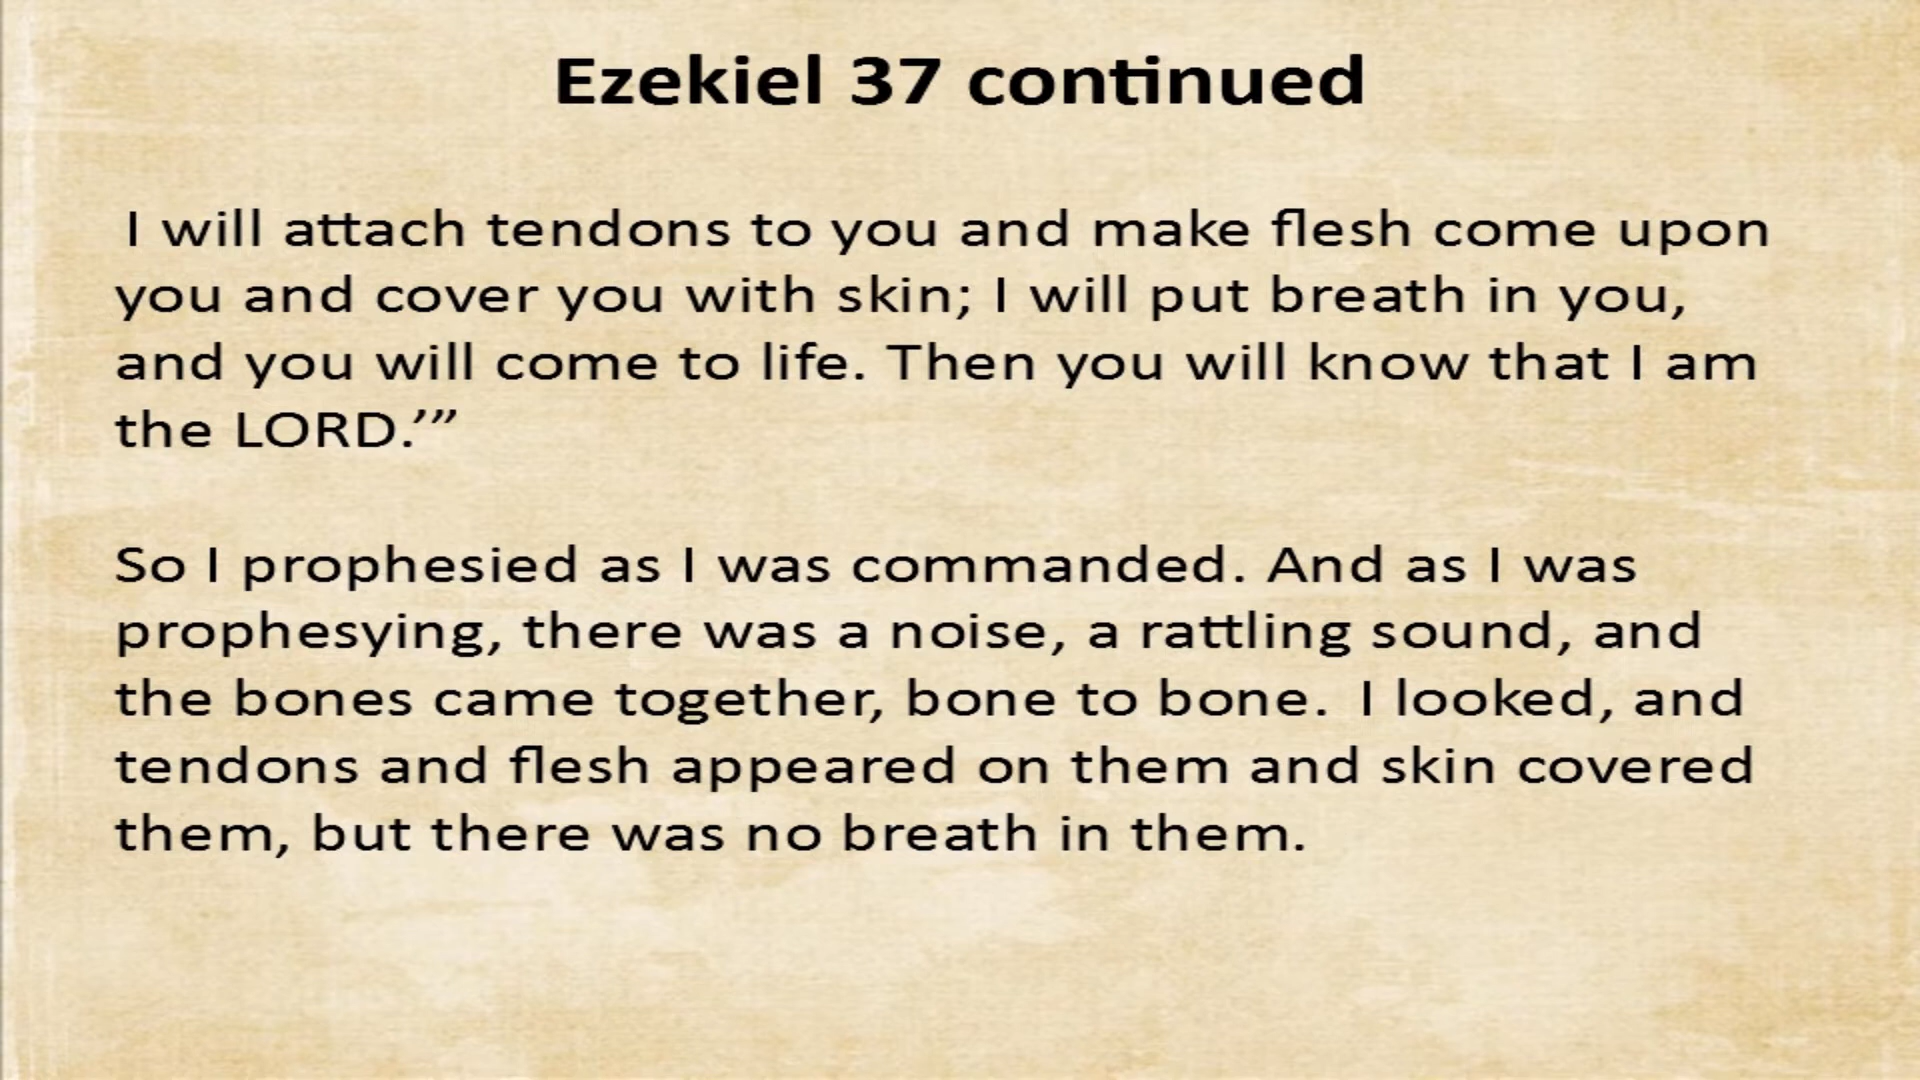 Ezekiel 37 continued
I will attach tendons to you and make flesh come upon
you and cover you with skin; I will put breath in you,
and you will come to life. Then you will know that I am
the LORD.’”
So I prophesied as I was commanded. And as I was
prophesying, there was a noise, a rattling sound, and
the bones came together, bone to bone.  I looked, and
tendons and flesh appeared on them and skin covered
them, but there was no breath in them.